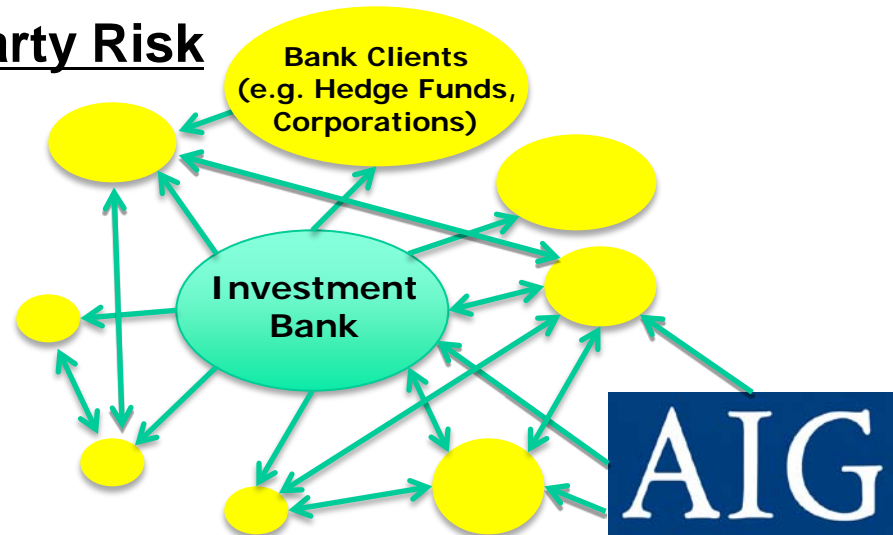 arty Risk
Bank Clients
(e.g. Hedge Funds,
Corporations)
Investment
Bank
AIG